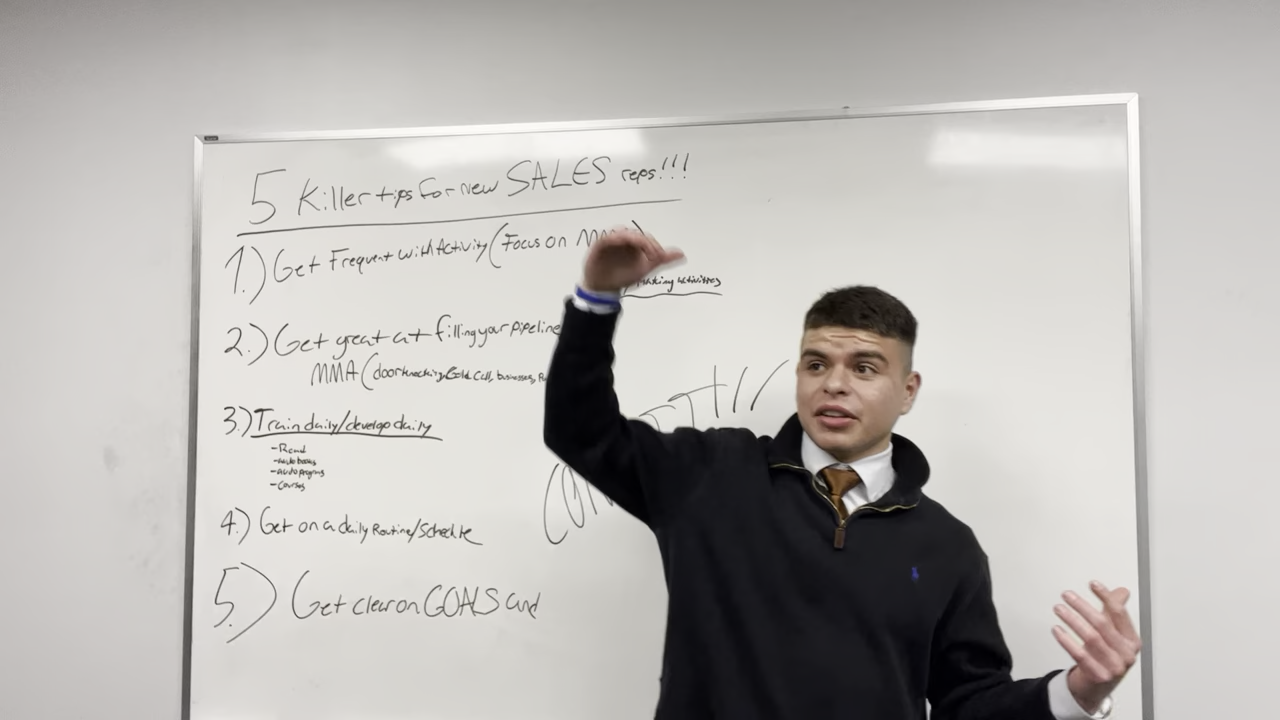 5 Killer tips for new SALES reps!!!
1.) Get Frequent with Activity (Focus on
Making Activities
2.) Get great at filling your pipeline
MMA (doorknocking, Cold Call, businesses,
3.) Train daily/develop daily
- Read
- Audio books
- Audio programs
- Courses
4.) Get on a daily Routine/Schedule
5.) Get clear on GOALS and